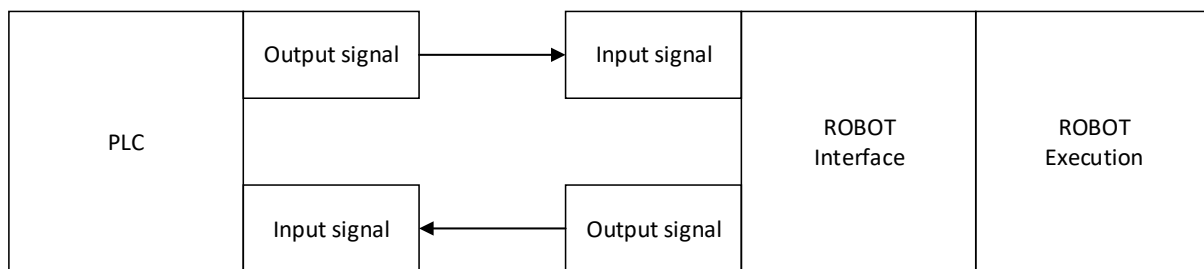 Output signal
Input signal
PLC
ROBOT
Interface
ROBOT
Execution
Input signal
Output signal